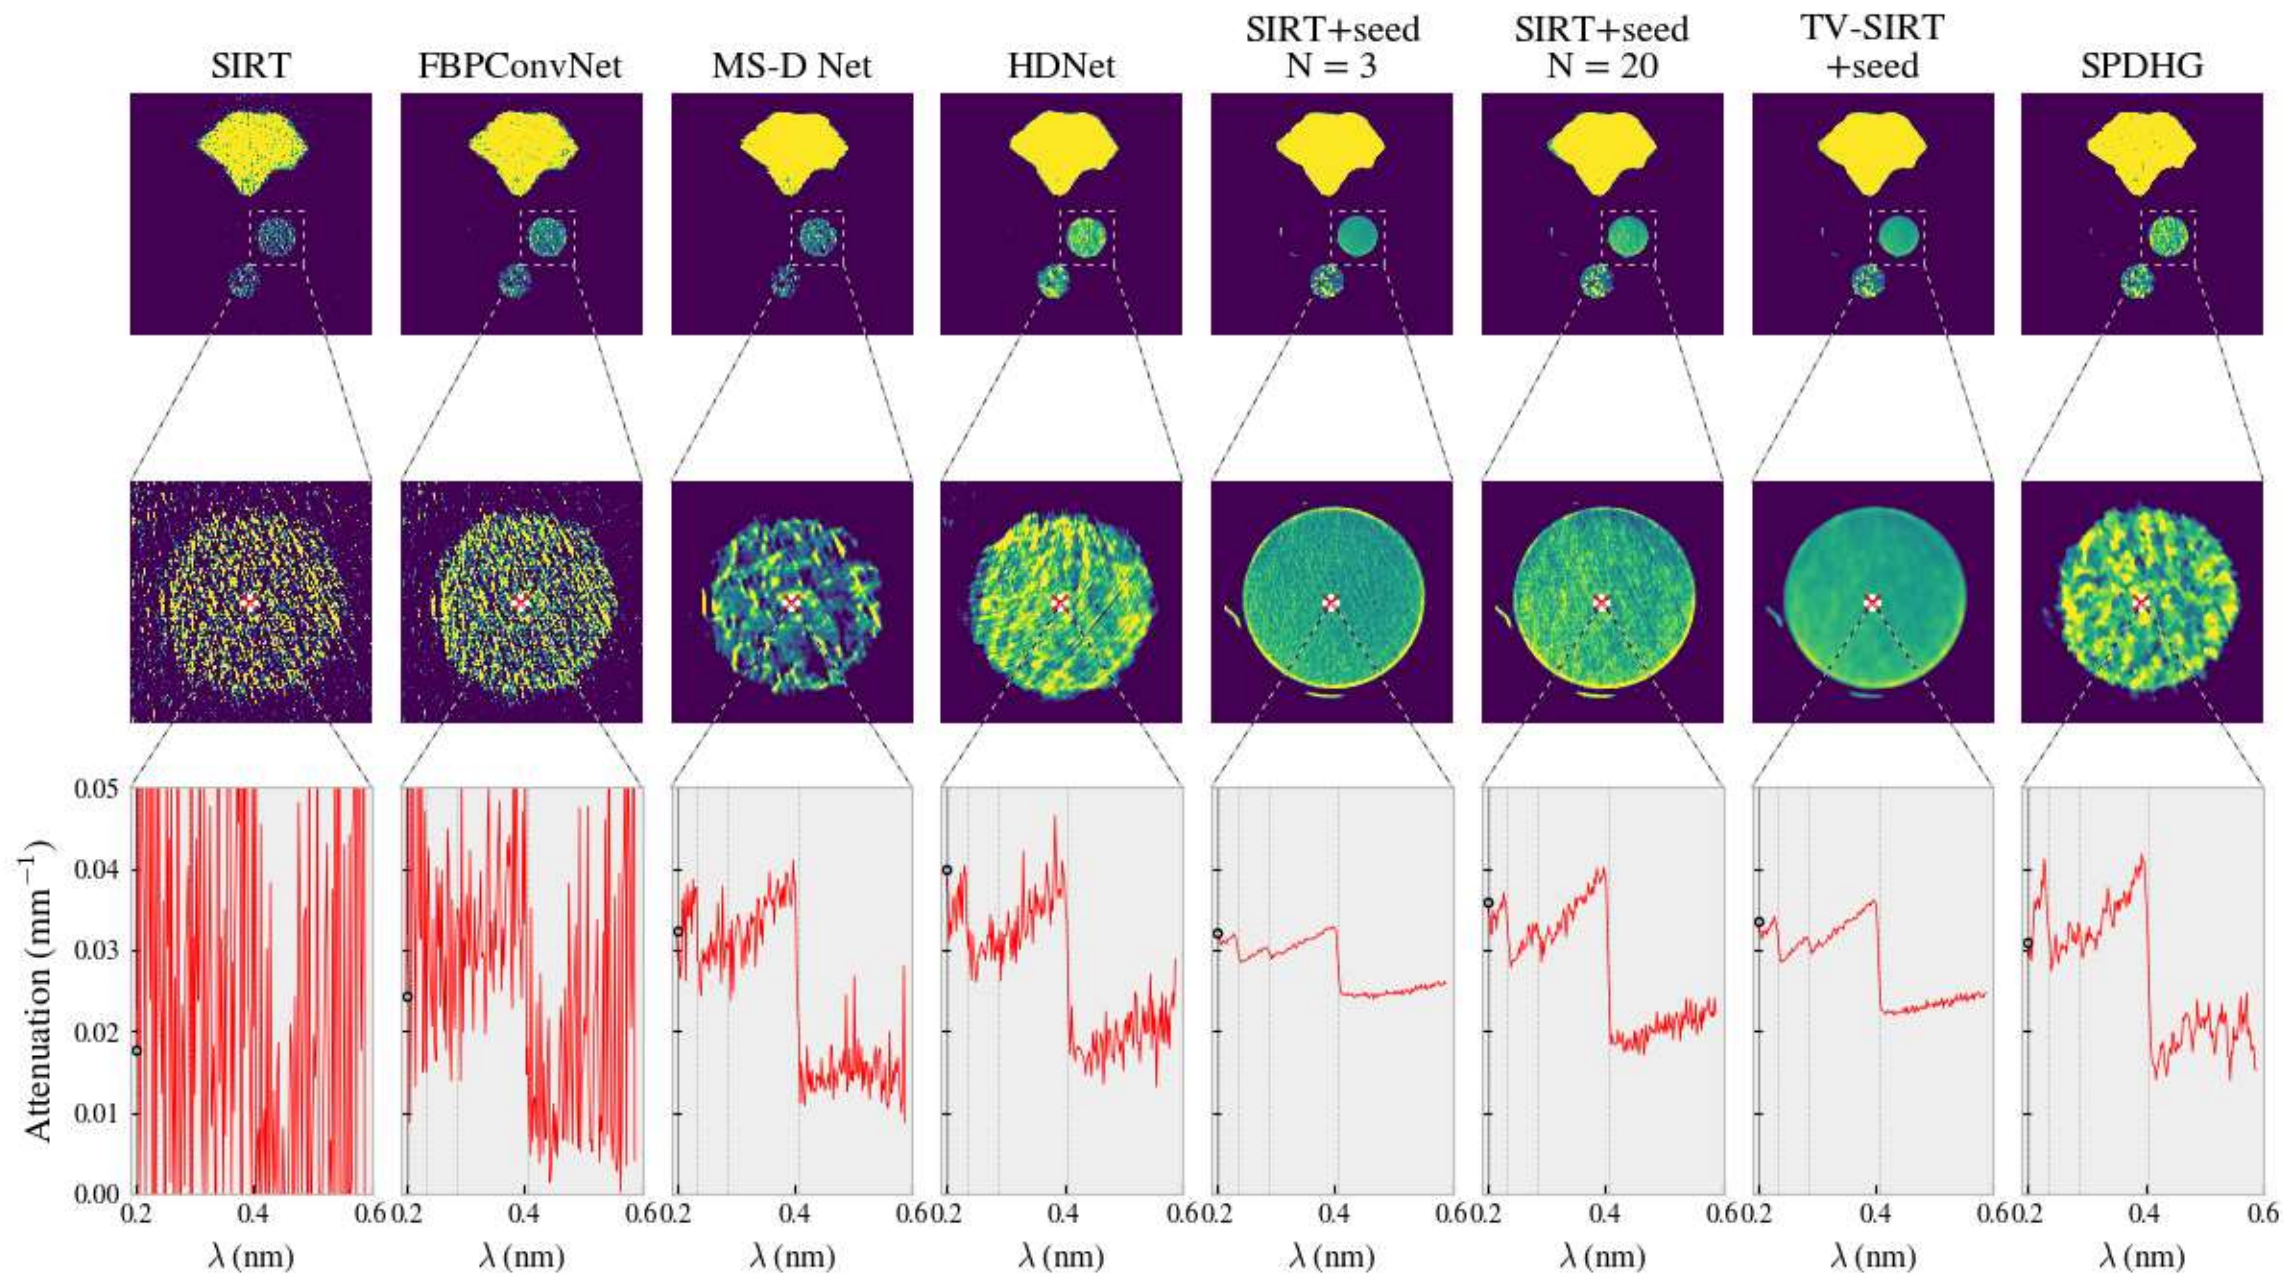 SIRT
FBPConvNet
MS-D Net
HDNet
SIRT+seed
N = 3
SIRT+seed
N = 20
TV-SIRT
+seed
SPDHG
Attenuation (mm⁻¹)
0.05
0.04
0.03
0.02
0.01
0.00
0.2 0.4 0.6
0.2 0.4 0.6
0.2 0.4 0.6
0.2 0.4 0.6
0.2 0.4 0.6
0.2 0.4 0.6
0.2 0.4 0.6
0.2 0.4 0.6
λ (nm)
λ (nm)
λ (nm)
λ (nm)
λ (nm)
λ (nm)
λ (nm)
λ (nm)